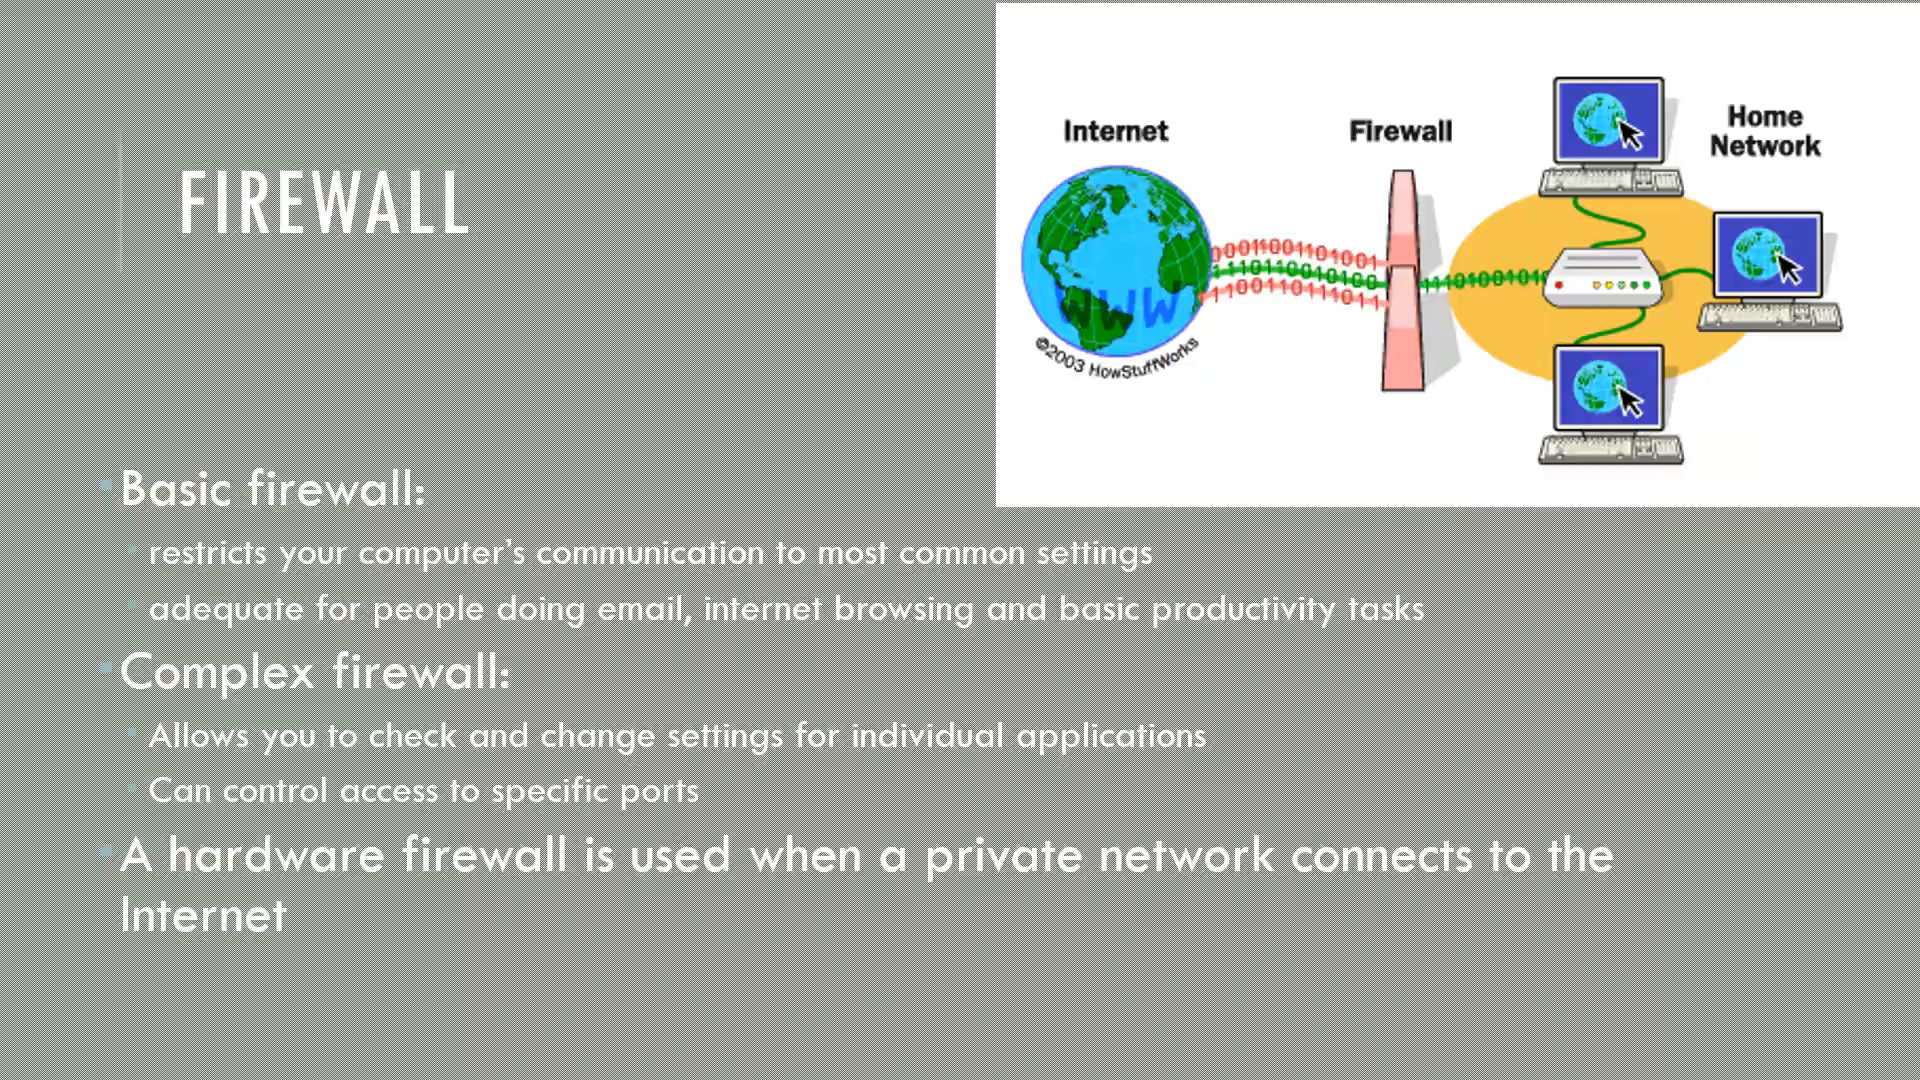 FIREWALL
Internet
Firewall
Home
Network
WWW
©2003 HowStuffWorks
Basic firewall:
restricts your computer's communication to most common settings
adequate for people doing email, internet browsing and basic productivity tasks
Complex firewall:
Allows you to check and change settings for individual applications
Can control access to specific ports
A hardware firewall is used when a private network connects to the
Internet